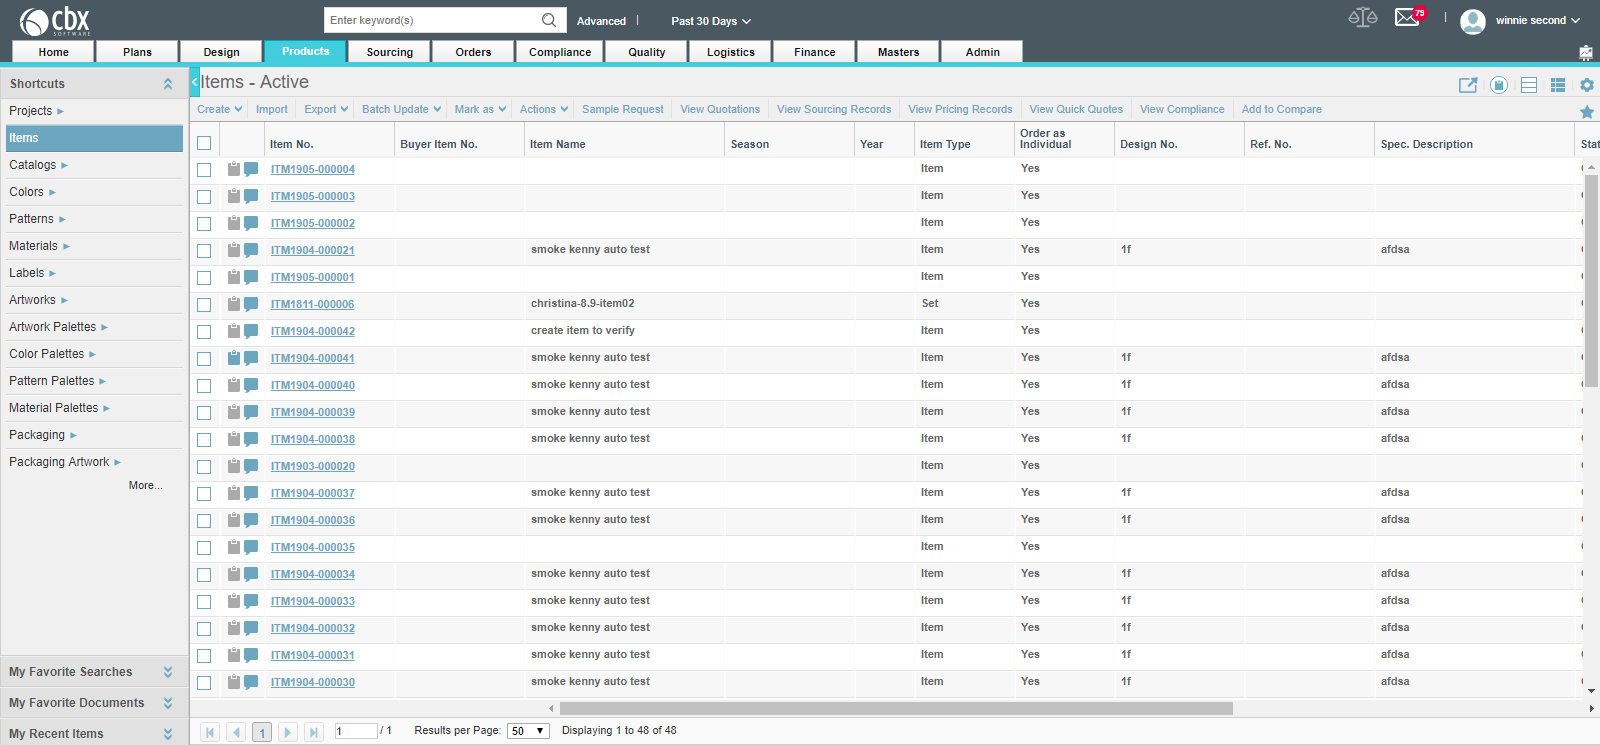 cbx
SOFTWARE
Enter keyword(s)
Advanced
Past 30 Days
79
winnie second
Home Plans Design Products Sourcing Orders Compliance Quality Logistics Finance Masters Admin
Shortcuts
Projects
Items
Catalogs
Colors
Patterns
Materials
Labels
Artworks
Artwork Palettes
Color Palettes
Pattern Palettes
Material Palettes
Packaging
Packaging Artwork
More...
My Favorite Searches
My Favorite Documents
My Recent Items
Items - Active
Create Import Export Batch Update Mark as Actions Sample Request View Quotations View Sourcing Records View Pricing Records View Quick Quotes View Compliance Add to Compare
Item No. Buyer Item No. Item Name Season Year Item Type Order as Individual Design No. Ref. No. Spec. Description Stat
ITM1905-000004 Item Yes
ITM1905-000003 Item Yes
ITM1905-000002 Item Yes
ITM1904-000021 smoke kenny auto test Item Yes 1f afdsa
ITM1905-000001 Item Yes
ITM1811-000006 christina-8.9-item02 Set Yes
ITM1904-000042 create item to verify Item Yes
ITM1904-000041 smoke kenny auto test Item Yes 1f afdsa
ITM1904-000040 smoke kenny auto test Item Yes 1f afdsa
ITM1904-000039 smoke kenny auto test Item Yes 1f afdsa
ITM1904-000038 smoke kenny auto test Item Yes 1f afdsa
ITM1903-000020 Item Yes
ITM1904-000037 smoke kenny auto test Item Yes 1f afdsa
ITM1904-000036 smoke kenny auto test Item Yes 1f afdsa
ITM1904-000035 Item Yes
ITM1904-000034 smoke kenny auto test Item Yes 1f afdsa
ITM1904-000033 smoke kenny auto test Item Yes 1f afdsa
ITM1904-000032 smoke kenny auto test Item Yes 1f afdsa
ITM1904-000031 smoke kenny auto test Item Yes 1f afdsa
ITM1904-000030 smoke kenny auto test Item Yes 1f afdsa
1 1 / 1 Results per Page: 50 Displaying 1 to 48 of 48